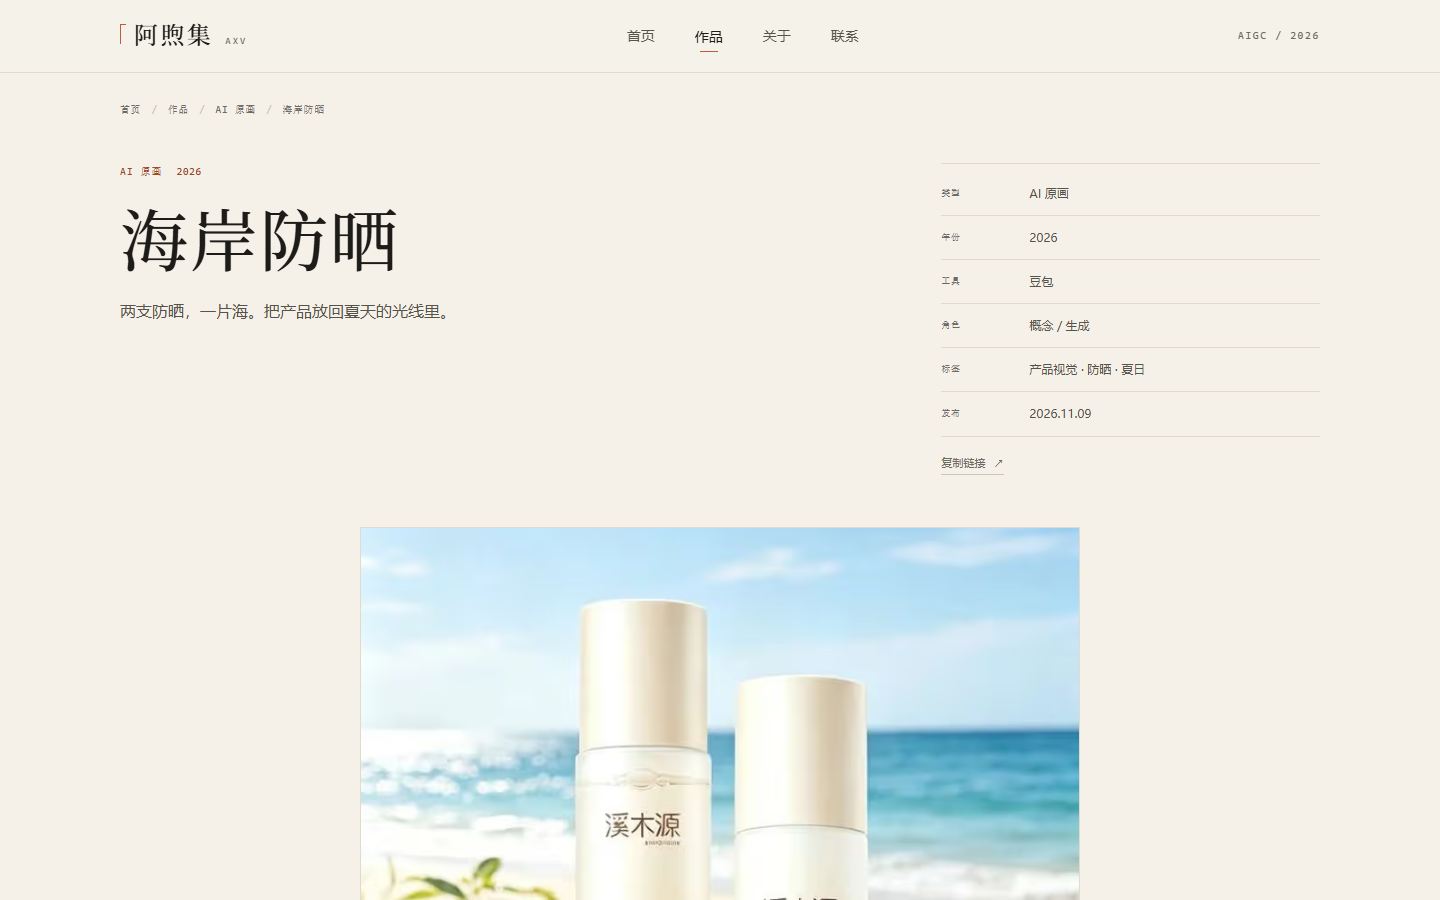 阿煦集 AXV
首页 作品 关于 联系
AIGC / 2026
首页 / 作品 / AI 原画 / 海岸防晒
AI 原画 2026
海岸防晒
两支防晒，一片海。把产品放回夏天的光线里。
类型 AI 原画
年份 2026
工具 豆包
角色 概念 / 生成
标签 产品视觉 · 防晒 · 夏日
发布 2026.11.09
复制链接 ↗
溪木源